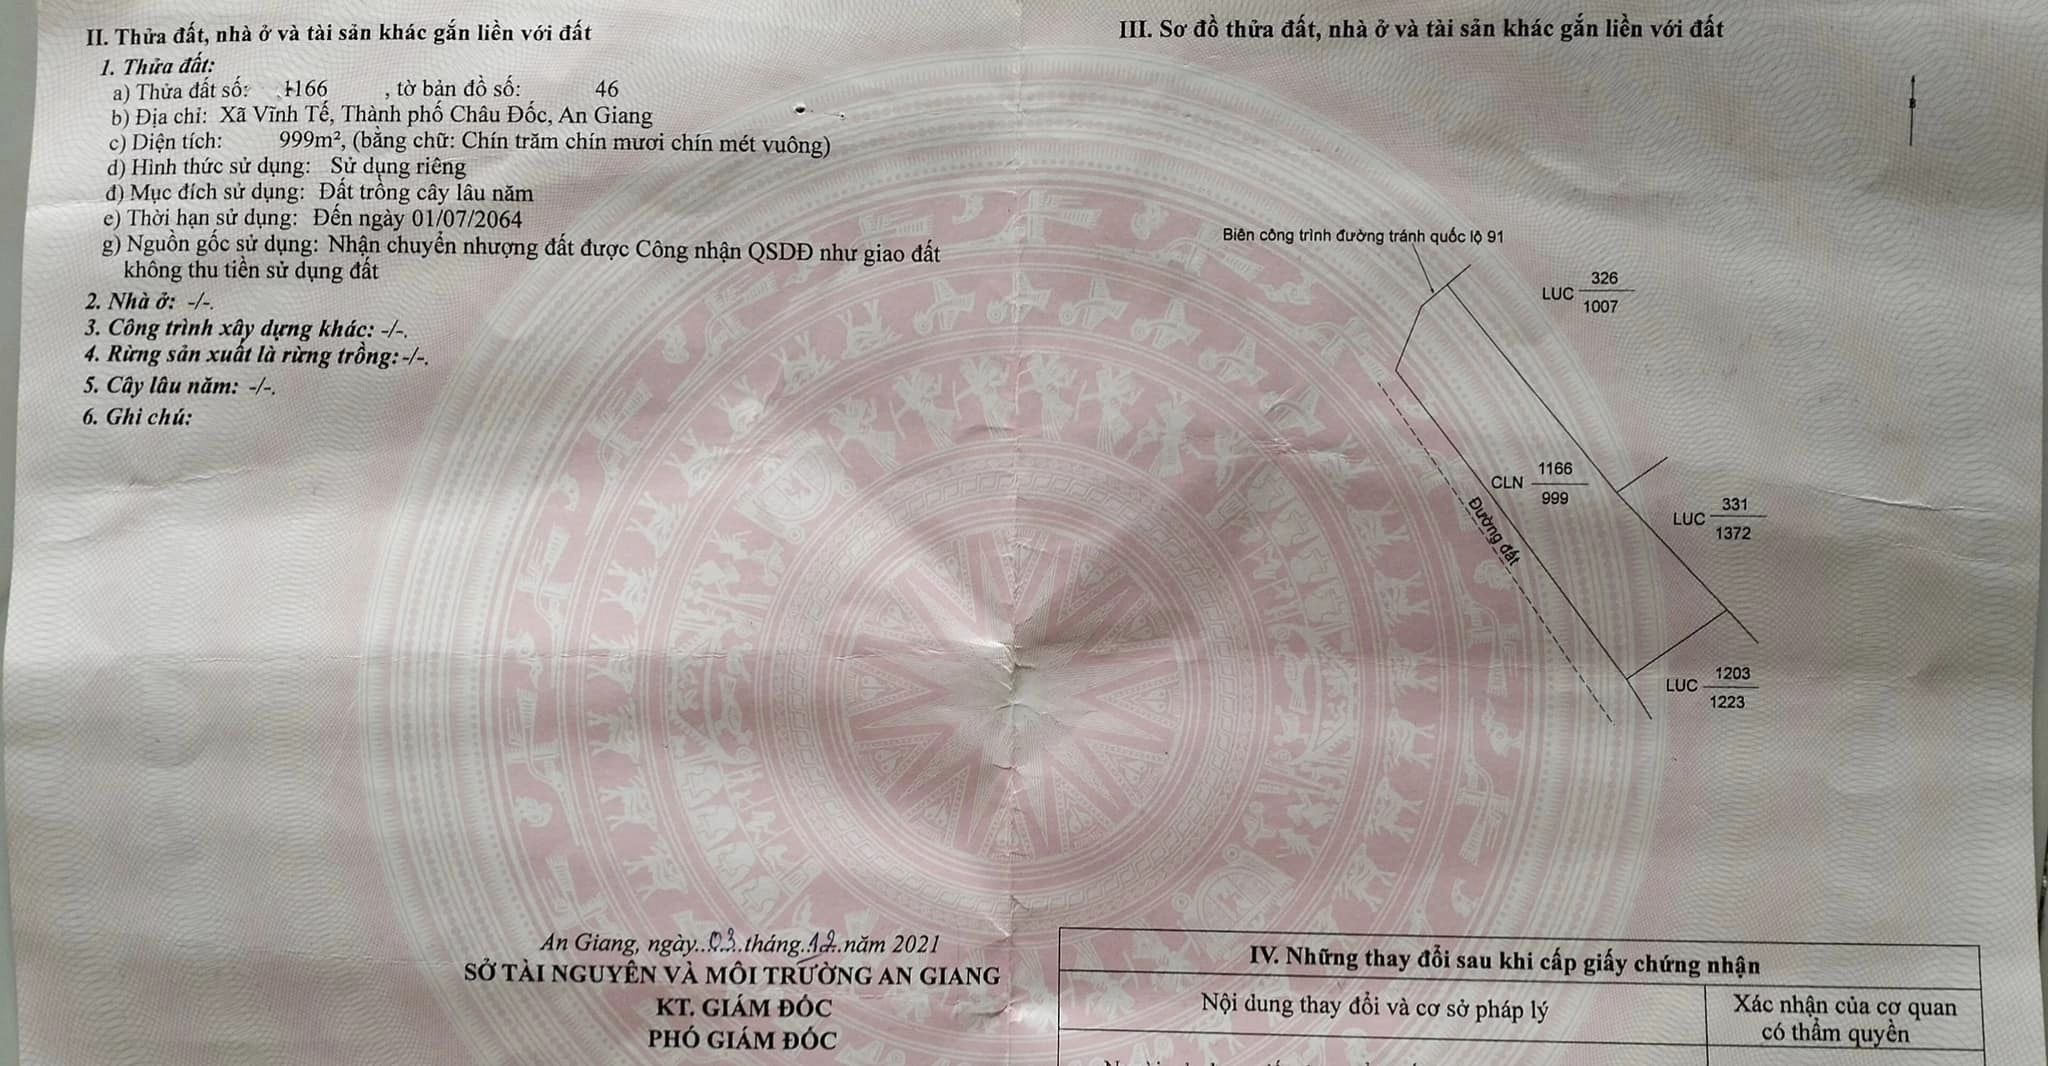 II. Thửa đất, nhà ở và tài sản khác gắn liền với đất
1. Thửa đất:
a) Thửa đất số: 1166 , tờ bản đồ số: 46
b) Địa chỉ: Xã Vĩnh Tế, Thành phố Châu Đốc, An Giang
c) Diện tích: 999m², (bằng chữ: Chín trăm chín mươi chín mét vuông)
d) Hình thức sử dụng: Sử dụng riêng
đ) Mục đích sử dụng: Đất trồng cây lâu năm
e) Thời hạn sử dụng: Đến ngày 01/07/2064
g) Nguồn gốc sử dụng: Nhận chuyển nhượng đất được Công nhận QSDĐ như giao đất
không thu tiền sử dụng đất
2. Nhà ở: -/-.
3. Công trình xây dựng khác: -/-.
4. Rừng sản xuất là rừng trồng: -/-.
5. Cây lâu năm: -/-.
6. Ghi chú:
An Giang, ngày..03..tháng.12.năm 2021
SỞ TÀI NGUYÊN VÀ MÔI TRƯỜNG AN GIANG
KT. GIÁM ĐỐC
PHÓ GIÁM ĐỐC
III. Sơ đồ thửa đất, nhà ở và tài sản khác gắn liền với đất
B
Biên công trình đường tránh quốc lộ 91
LUC 326
1007
CLN 1166
999
Đường đất
LUC 331
1372
LUC 1203
1223
IV. Những thay đổi sau khi cấp giấy chứng nhận
Nội dung thay đổi và cơ sở pháp lý
Xác nhận của cơ quan
có thẩm quyền